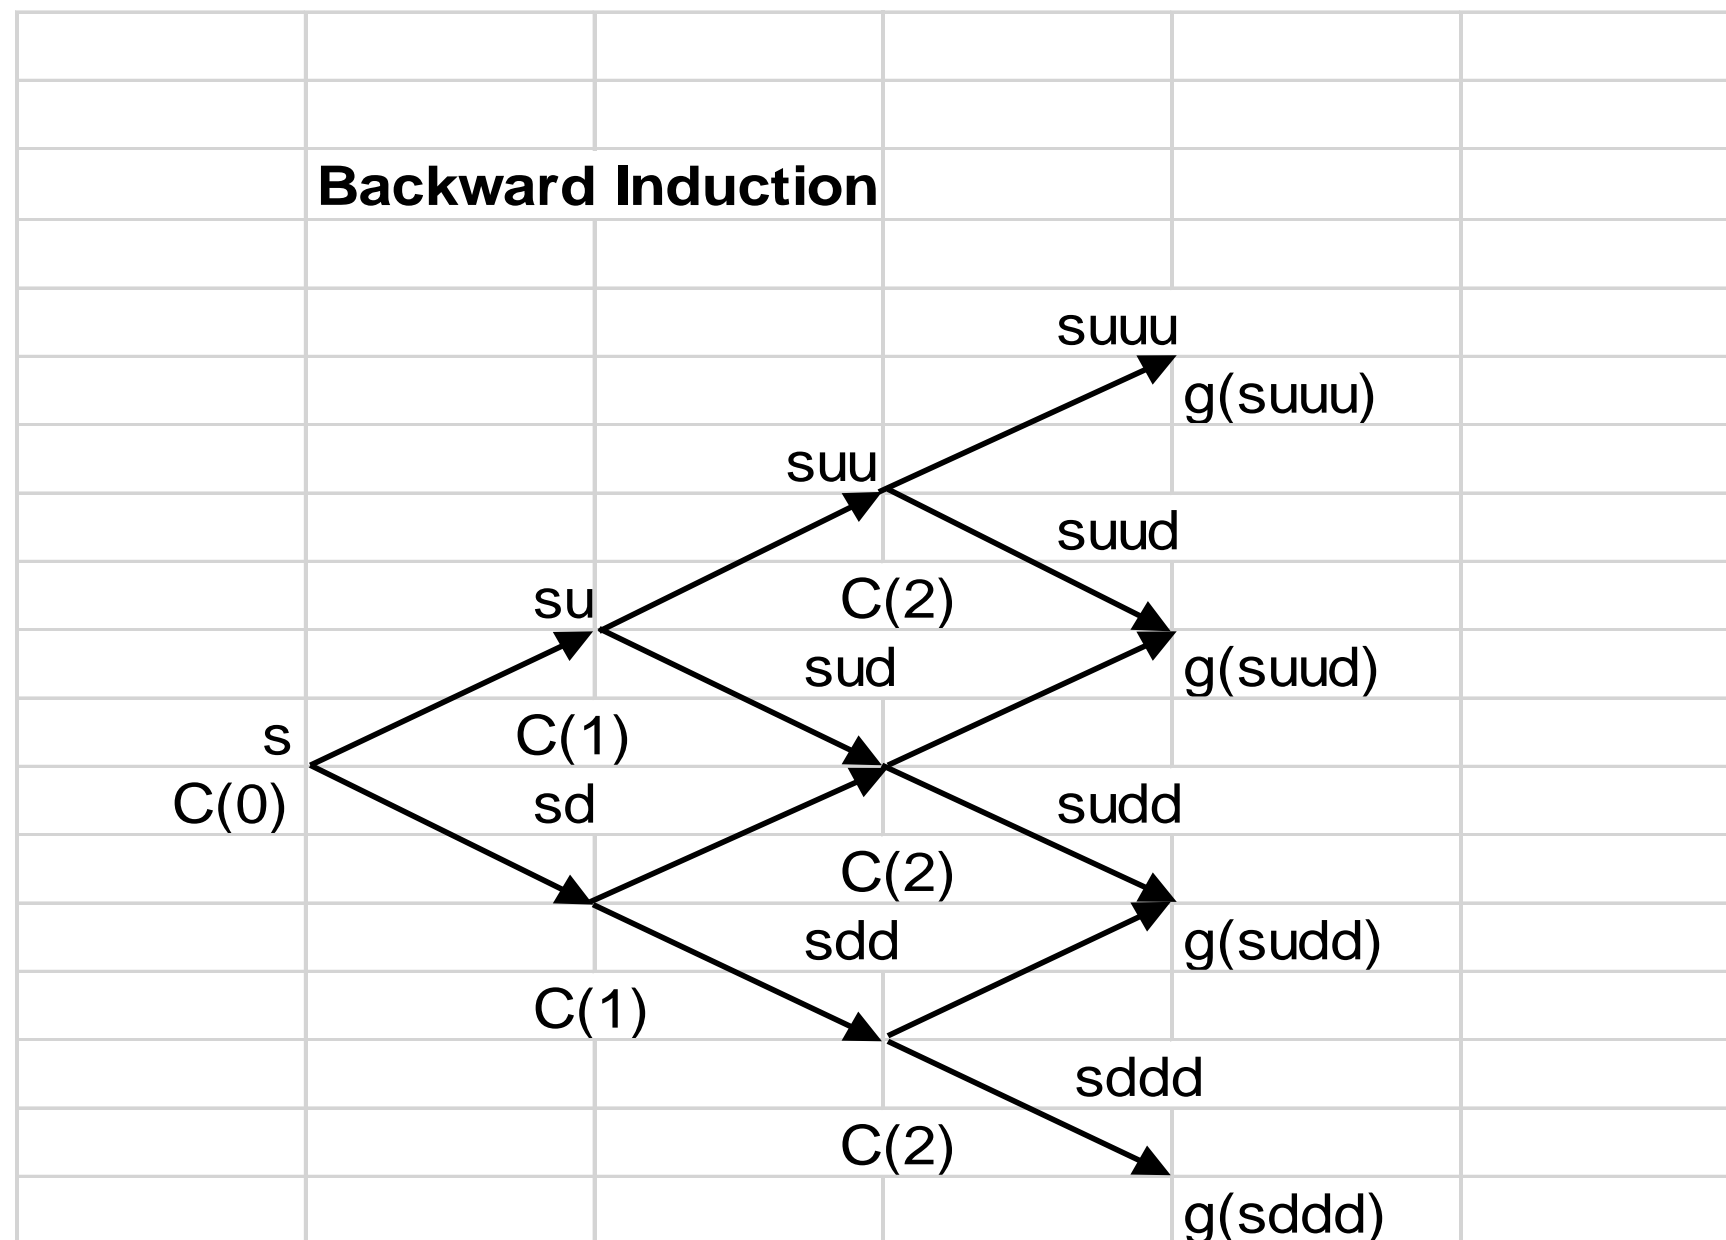 Backward Induction
suuu
g(suuu)
suu
suud
su
C(2)
sud
g(suud)
s
C(1)
C(0)
sd
sudd
C(2)
sdd
g(sudd)
C(1)
sddd
C(2)
g(sddd)